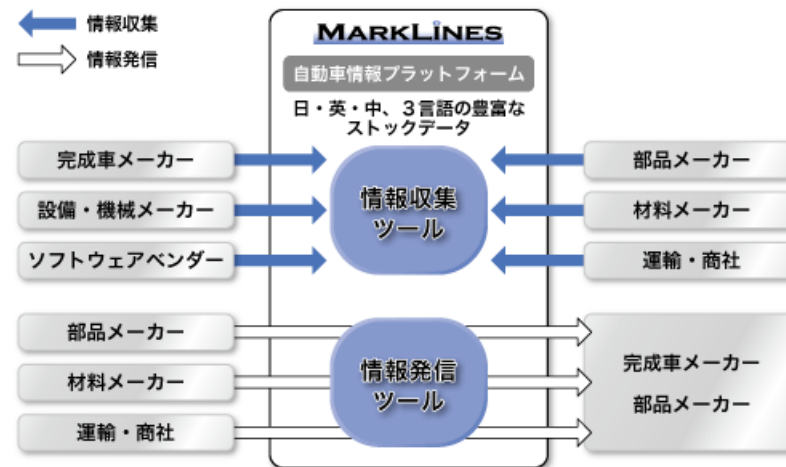 情報収集
情報発信
MARKLINES
自動車情報プラットフォーム
日・英・中、3言語の豊富な
ストックデータ
完成車メーカー
設備・機械メーカー
ソフトウェアベンダー
情報収集
ツール
部品メーカー
材料メーカー
運輸・商社
部品メーカー
材料メーカー
運輸・商社
情報発信
ツール
完成車メーカー
部品メーカー